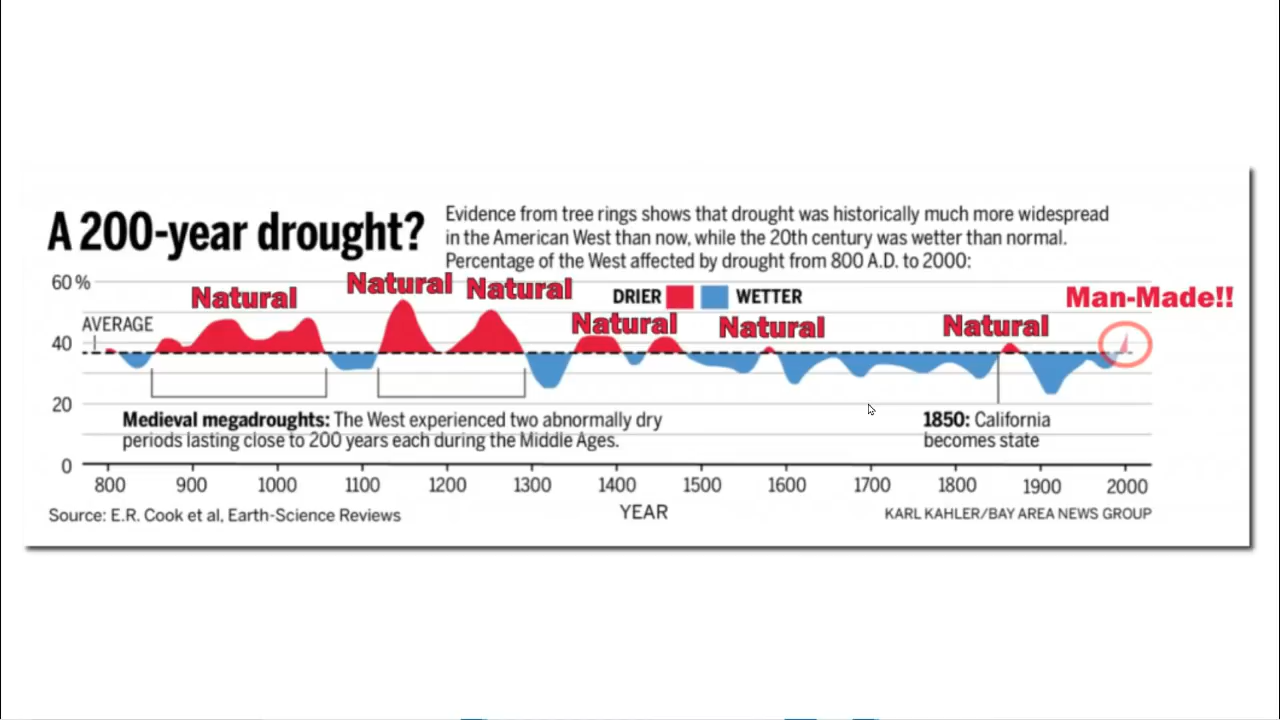 A 200-year drought?
Evidence from tree rings shows that drought was historically much more widespread
in the American West than now, while the 20th century was wetter than normal.
Percentage of the West affected by drought from 800 A.D. to 2000:
60 %
Natural
Natural
Natural
DRIER
WETTER
Man-Made!!
AVERAGE
Natural
Natural
Natural
40
20
Medieval megadroughts: The West experienced two abnormally dry
periods lasting close to 200 years each during the Middle Ages.
1850: California
becomes state
0
800 900 1000 1100 1200 1300 1400 1500 1600 1700 1800 1900 2000
YEAR
Source: E.R. Cook et al, Earth-Science Reviews
KARL KAHLER/BAY AREA NEWS GROUP